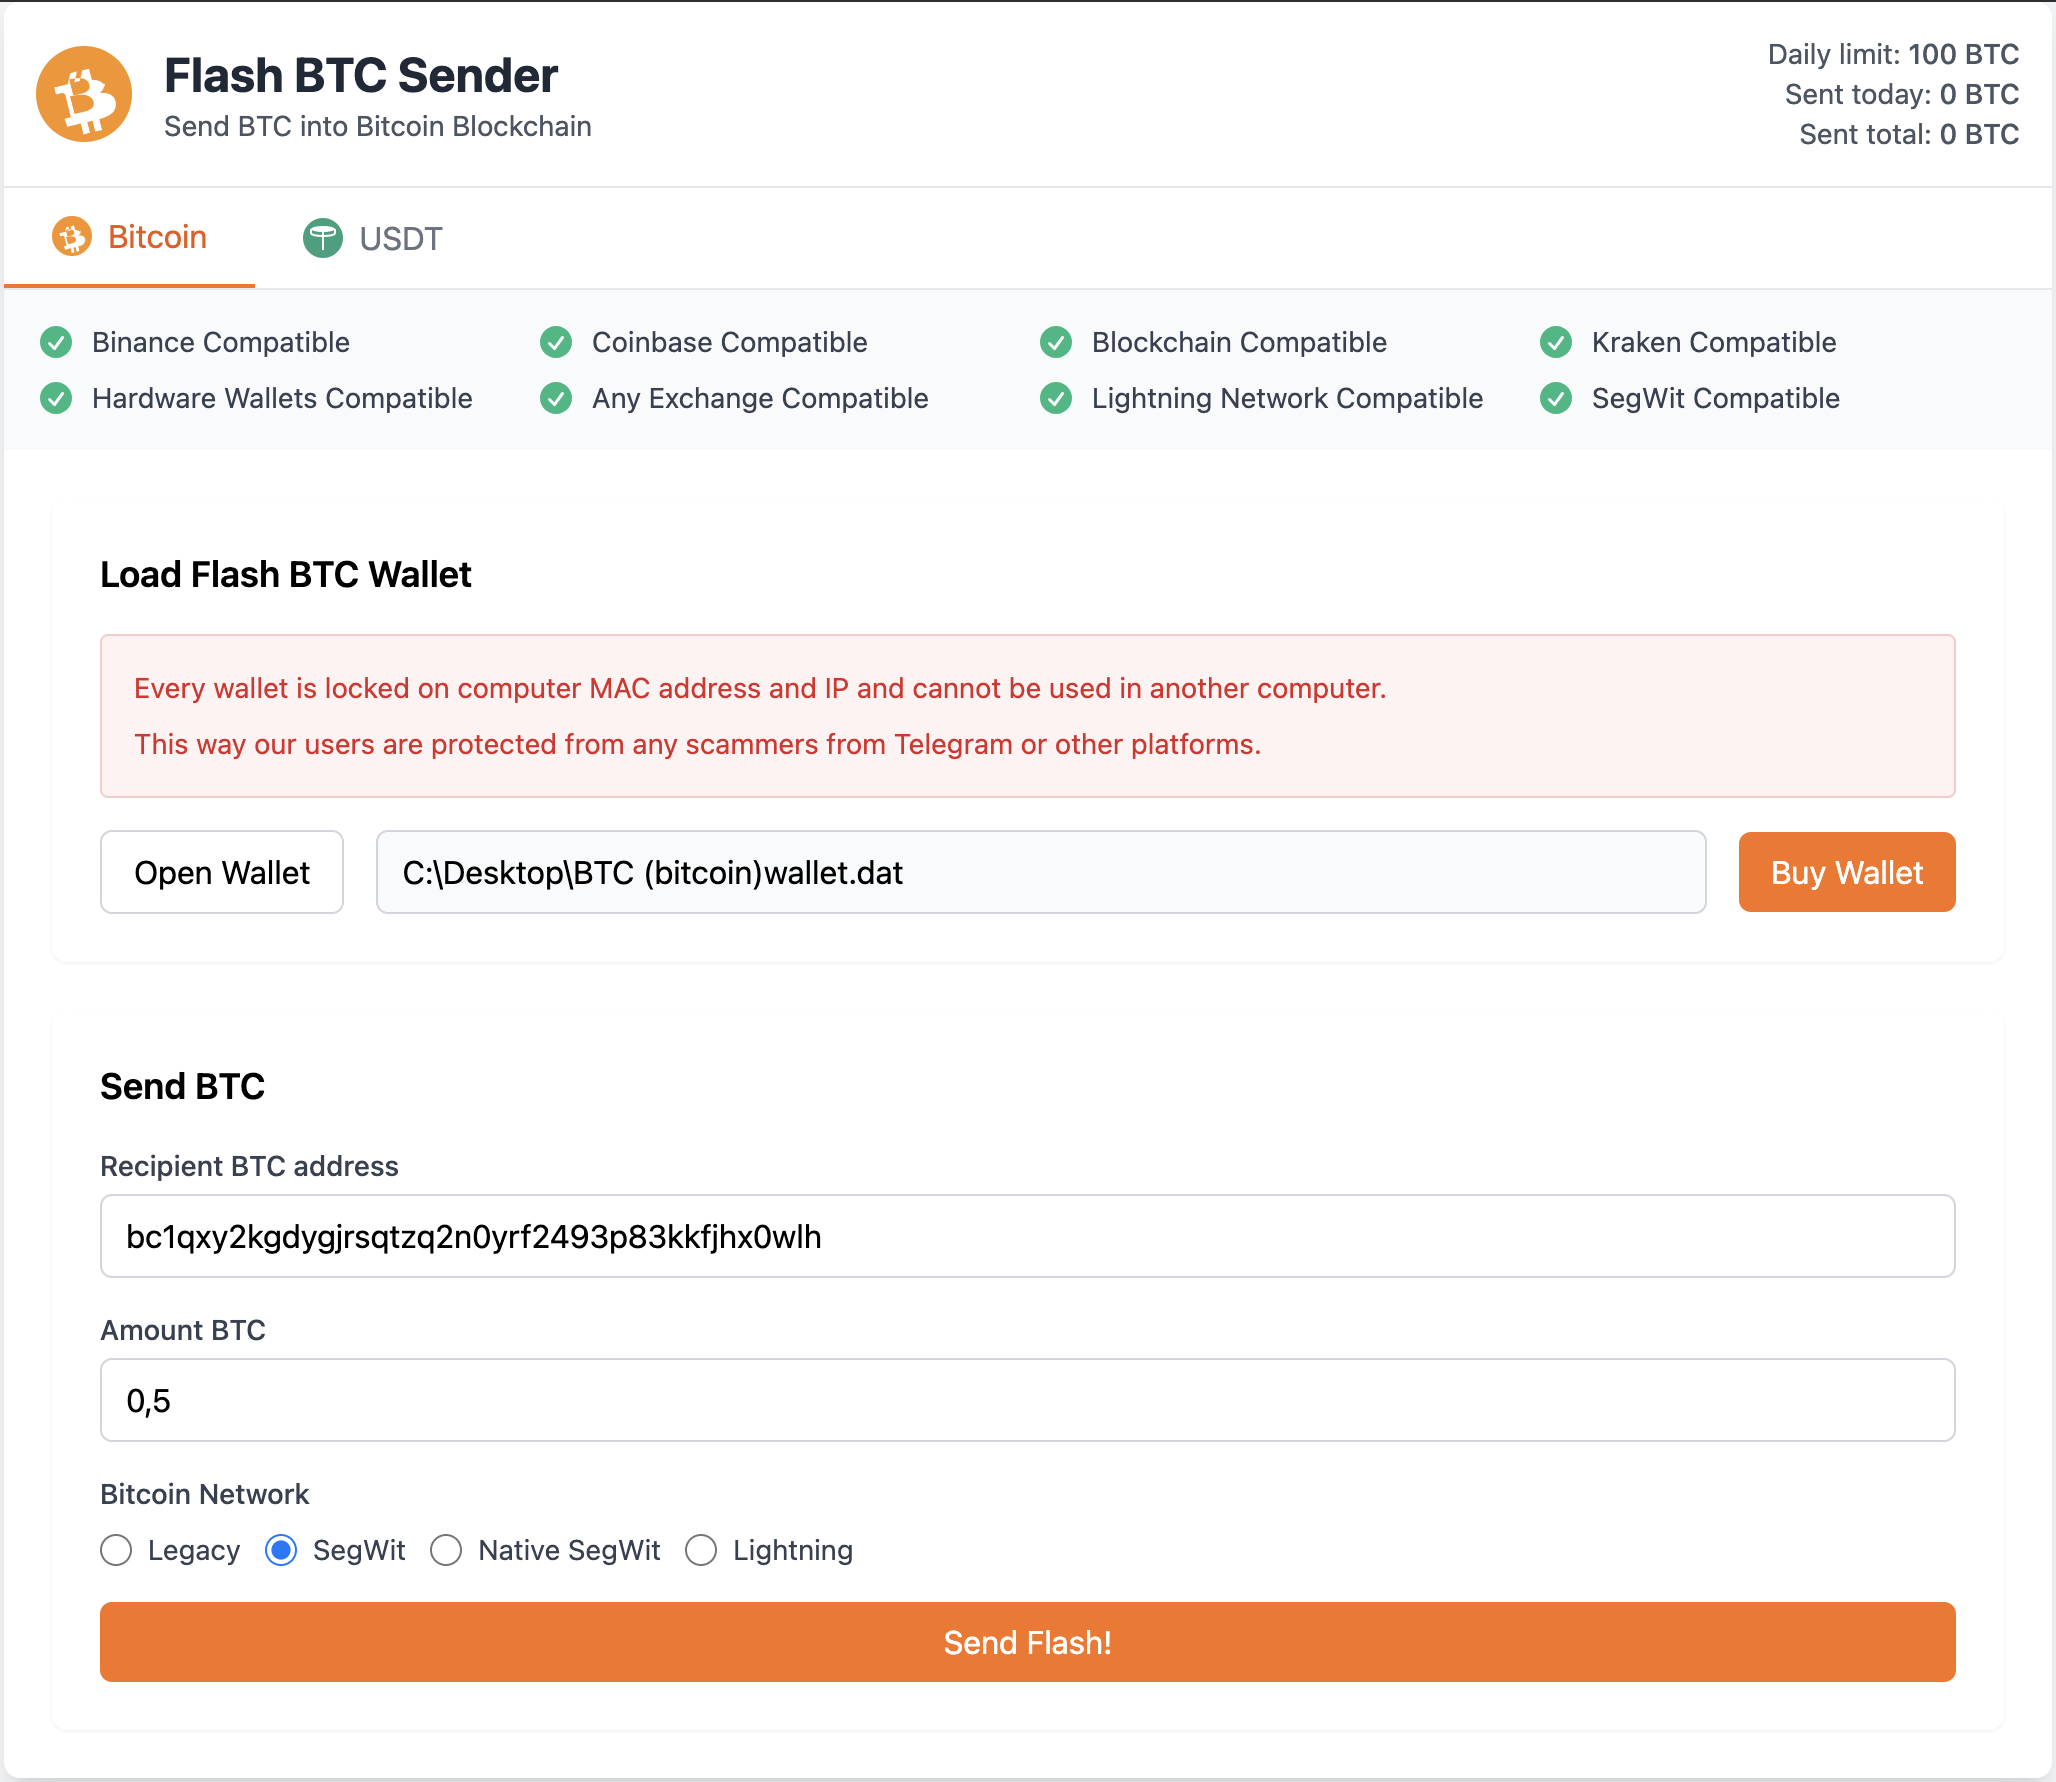 Flash BTC Sender
Send BTC into Bitcoin Blockchain
Daily limit: 100 BTC
Sent today: 0 BTC
Sent total: 0 BTC
Bitcoin
USDT
Binance Compatible
Coinbase Compatible
Blockchain Compatible
Kraken Compatible
Hardware Wallets Compatible
Any Exchange Compatible
Lightning Network Compatible
SegWit Compatible
Load Flash BTC Wallet
Every wallet is locked on computer MAC address and IP and cannot be used in another computer.
This way our users are protected from any scammers from Telegram or other platforms.
Open Wallet
C:\Desktop\BTC (bitcoin)wallet.dat
Buy Wallet
Send BTC
Recipient BTC address
bc1qxy2kgdygjrsqtzq2n0yrf2493p83kkfjhx0wlh
Amount BTC
0,5
Bitcoin Network
Legacy
SegWit
Native SegWit
Lightning
Send Flash!